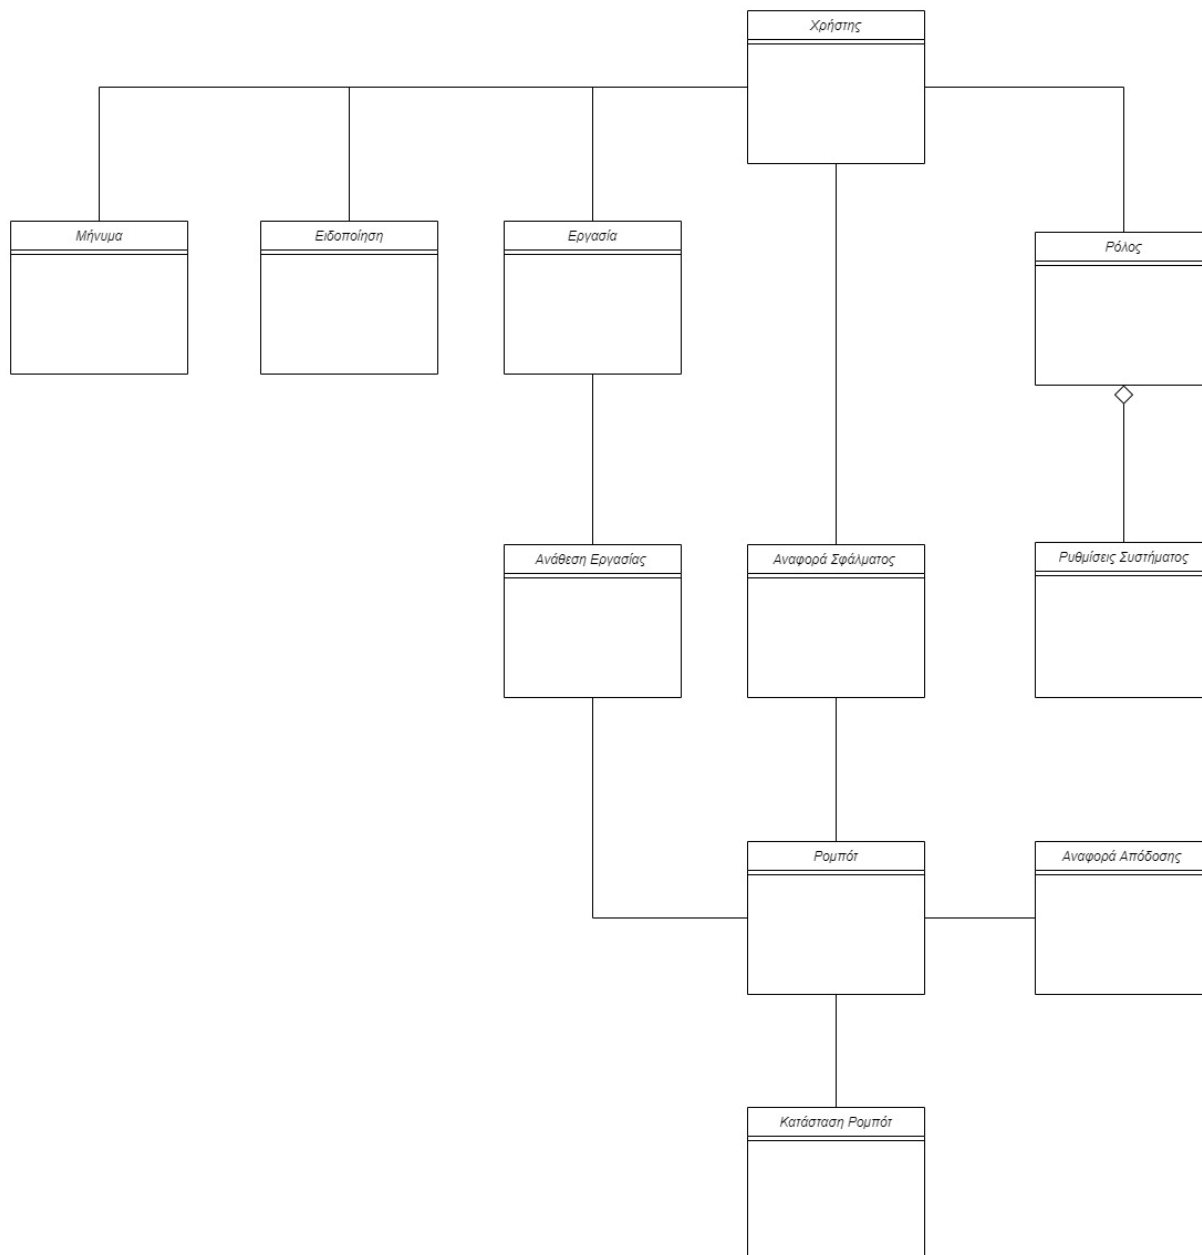 Χρήστης
Μήνυμα
Ειδοποίηση
Εργασία
Ρόλος
Ανάθεση Εργασίας
Αναφορά Σφάλματος
Ρυθμίσεις Συστήματος
Ρομπότ
Αναφορά Απόδοσης
Κατάσταση Ρομπότ